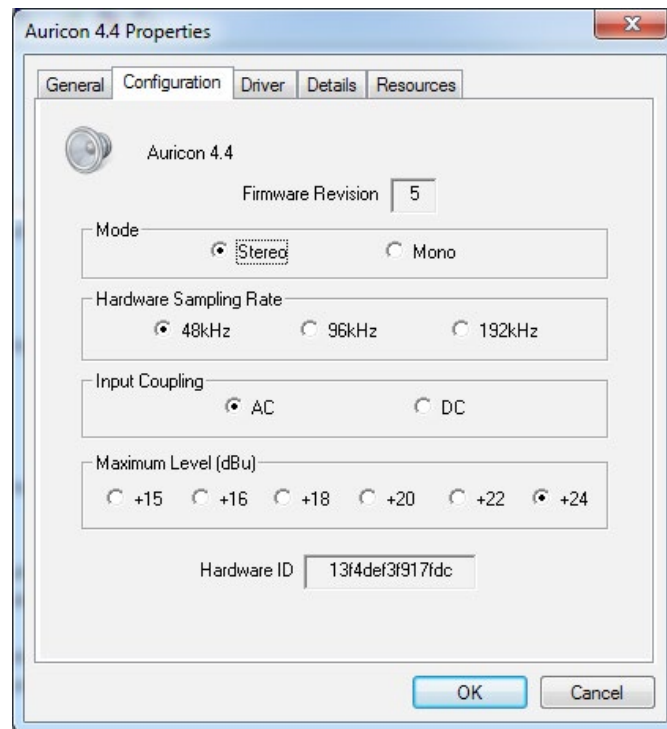 Auricon 4.4 Properties
General Configuration Driver Details Resources
Auricon 4.4
Firmware Revision 5
Mode
Stereo Mono
Hardware Sampling Rate
48kHz 96kHz 192kHz
Input Coupling
AC DC
Maximum Level (dBu)
+15 +16 +18 +20 +22 +24
Hardware ID 13f4def3f917fdc
OK Cancel